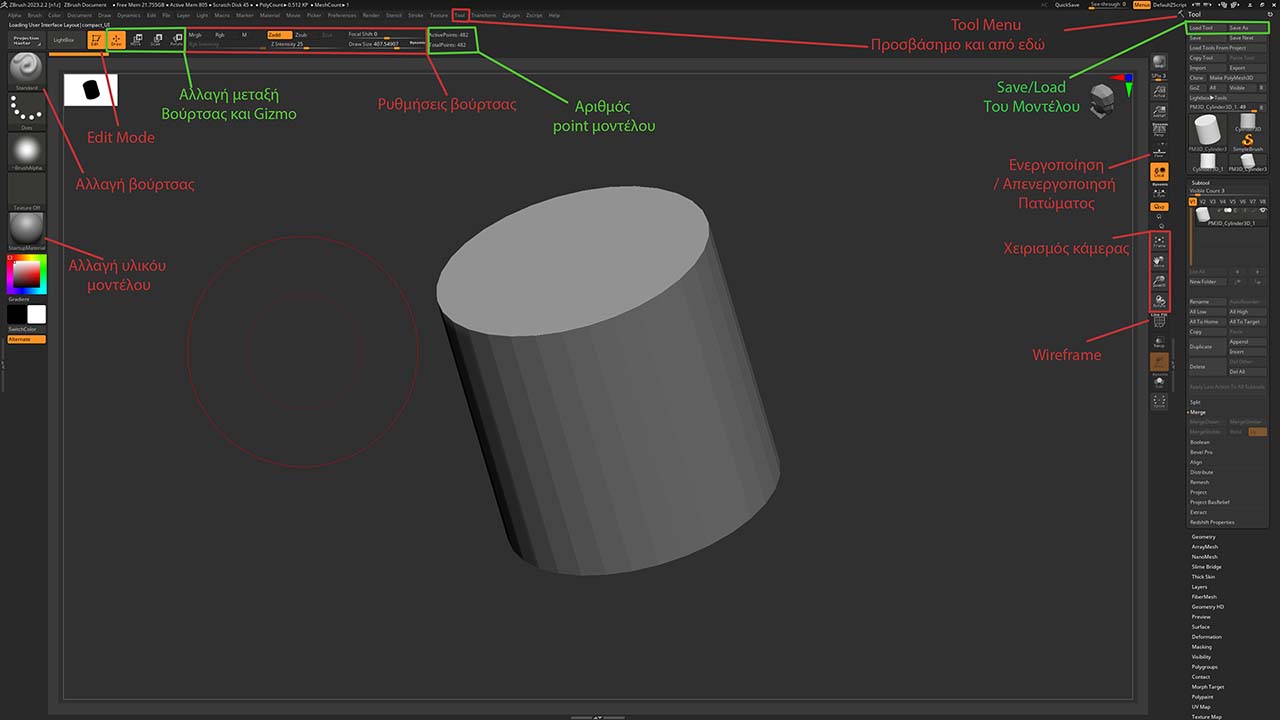 ZBrush 2023.2.2 [n1z] ZBrush Document ● Free Mem 21.755GB ● Active Mem 805 ● Scratch Disk 45 ● PolyCount● 0.512 KP ● MeshCount● 1
AC QuickSave See-through 0 Menus DefaultZScript
Alpha Brush Color Document Draw Dynamics Edit File Layer Light Macro Marker Material Movie Picker Preferences Render Stencil Stroke Texture Tool Transform Zplugin Zscript Help
Loading User Interface Layout[compact_UI
Projection Master
LightBox
Edit Draw Move Scale Rotate
Mrgb Rgb M
Rgb Intensity
Zadd Zsub
Z Intensity 25
Focal Shift 0
Draw Size 407.54907 Dynamic
ActivePoints: 482
TotalPoints: 482
Tool Menu
Προσβάσημο και από εδώ
Αλλαγή μεταξή
Βούρτσας και Gizmo
Ρυθμήσεις βούρτσας
Αριθμός
point μοντέλου
Save/Load
Του Μοντέλου
Edit Mode
Αλλαγή βούρτσας
Αλλαγή υλικόυ
μοντέλου
Ενεργοποίηση
/ Απενεργοποιησή
Πατώματος
Χειρισμός κάμερας
Wireframe
Standard
Dots
~BrushAlpha
Texture Off
StartupMaterial
Gradient
SwitchColor
Alternate
SPix 3
Persp
Floor
Local
Dynamic
L.Sym
Frame
Move
Rotate
Line Fill
Transp
Dynamic
Solo
Xpose
Tool
Load Tool Save As
Save Save Next
Load Tools From Project
Copy Tool Paste Tool
Import Export
Clone Make PolyMesh3D
GoZ All Visible R
Lightbox▶Tools
PM3D_Cylinder3D_1. 49 R
PM3D_Cylinder3
Cylinder3D
SimpleBrush
Cylinder3D_1 PM3D_Cylinder3
Subtool
Visible Count 3
V1 V2 V3 V4 V5 V6 V7 V8
PM3D_Cylinder3D_1
List All
New Folder
Rename AutoReorder
All Low All High
All To Home All To Target
Copy Paste
Duplicate Append
Insert
Delete Del Other
Del All
Apply Last Action To All Subtools
Split
Merge
MergeDown MergeSimilar
MergeVisible Weld Uv
Boolean
Bevel Pro
Align
Distribute
Remesh
Project
Project BasRelief
Extract
Redshift Properties
Geometry
ArrayMesh
NanoMesh
Slime Bridge
Thick Skin
Layers
FiberMesh
Geometry HD
Preview
Surface
Deformation
Masking
Visibility
Polygroups
Contact
Morph Target
Polypaint
UV Map
Texture Map